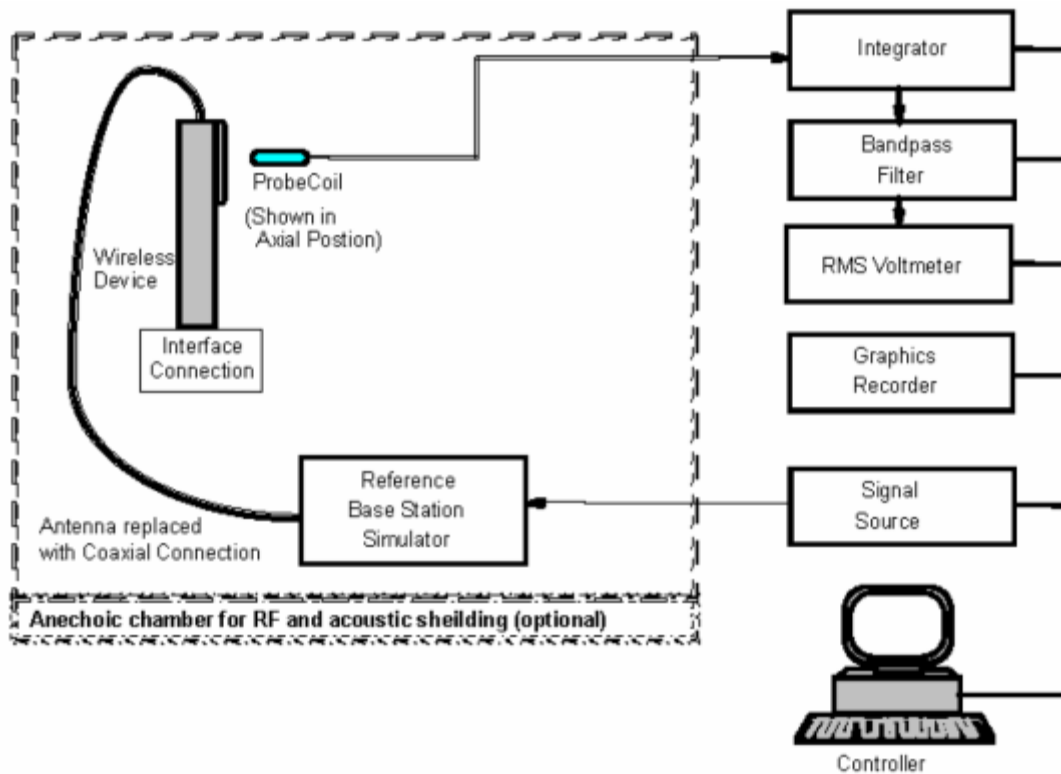 Integrator
Bandpass
Filter
RMS Voltmeter
Graphics
Recorder
Signal
Source
Controller
ProbeCoil
(Shown in
Axial Postion)
Wireless
Device
Interface
Connection
Reference
Base Station
Simulator
Antenna replaced
with Coaxial Connection
Anechoic chamber for RF and acoustic sheilding (optional)